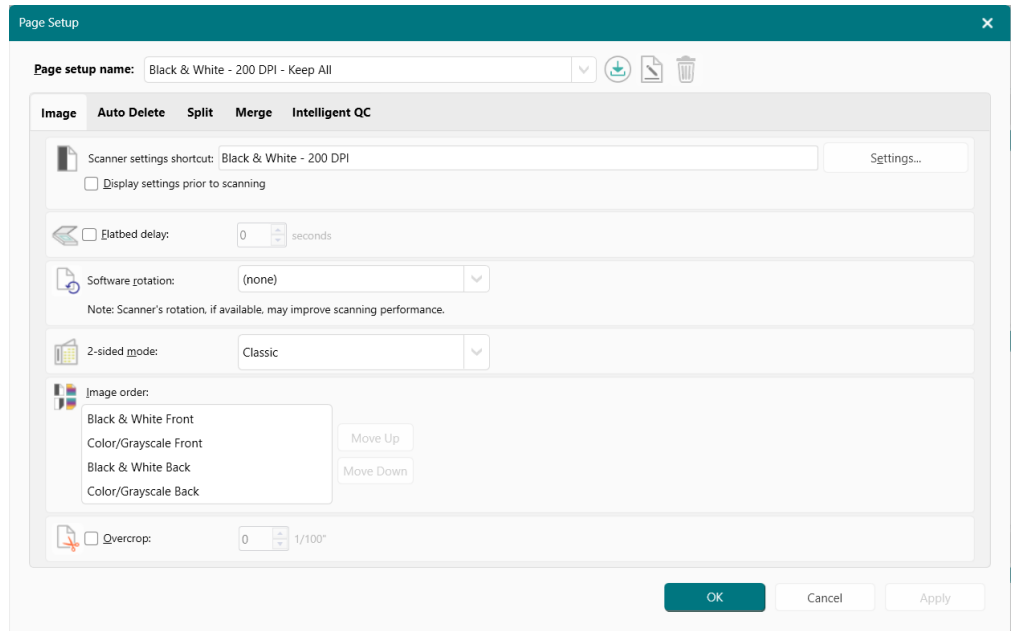 Page Setup
Page setup name: Black & White - 200 DPI - Keep All
Image Auto Delete Split Merge Intelligent QC
Scanner settings shortcut: Black & White - 200 DPI Settings...
Display settings prior to scanning
Flatbed delay: 0 seconds
Software rotation: (none)
Note: Scanner's rotation, if available, may improve scanning performance.
2-sided mode: Classic
Image order:
Black & White Front
Color/Grayscale Front
Move Up
Black & White Back
Move Down
Color/Grayscale Back
Overcrop: 0 1/100"
OK Cancel Apply